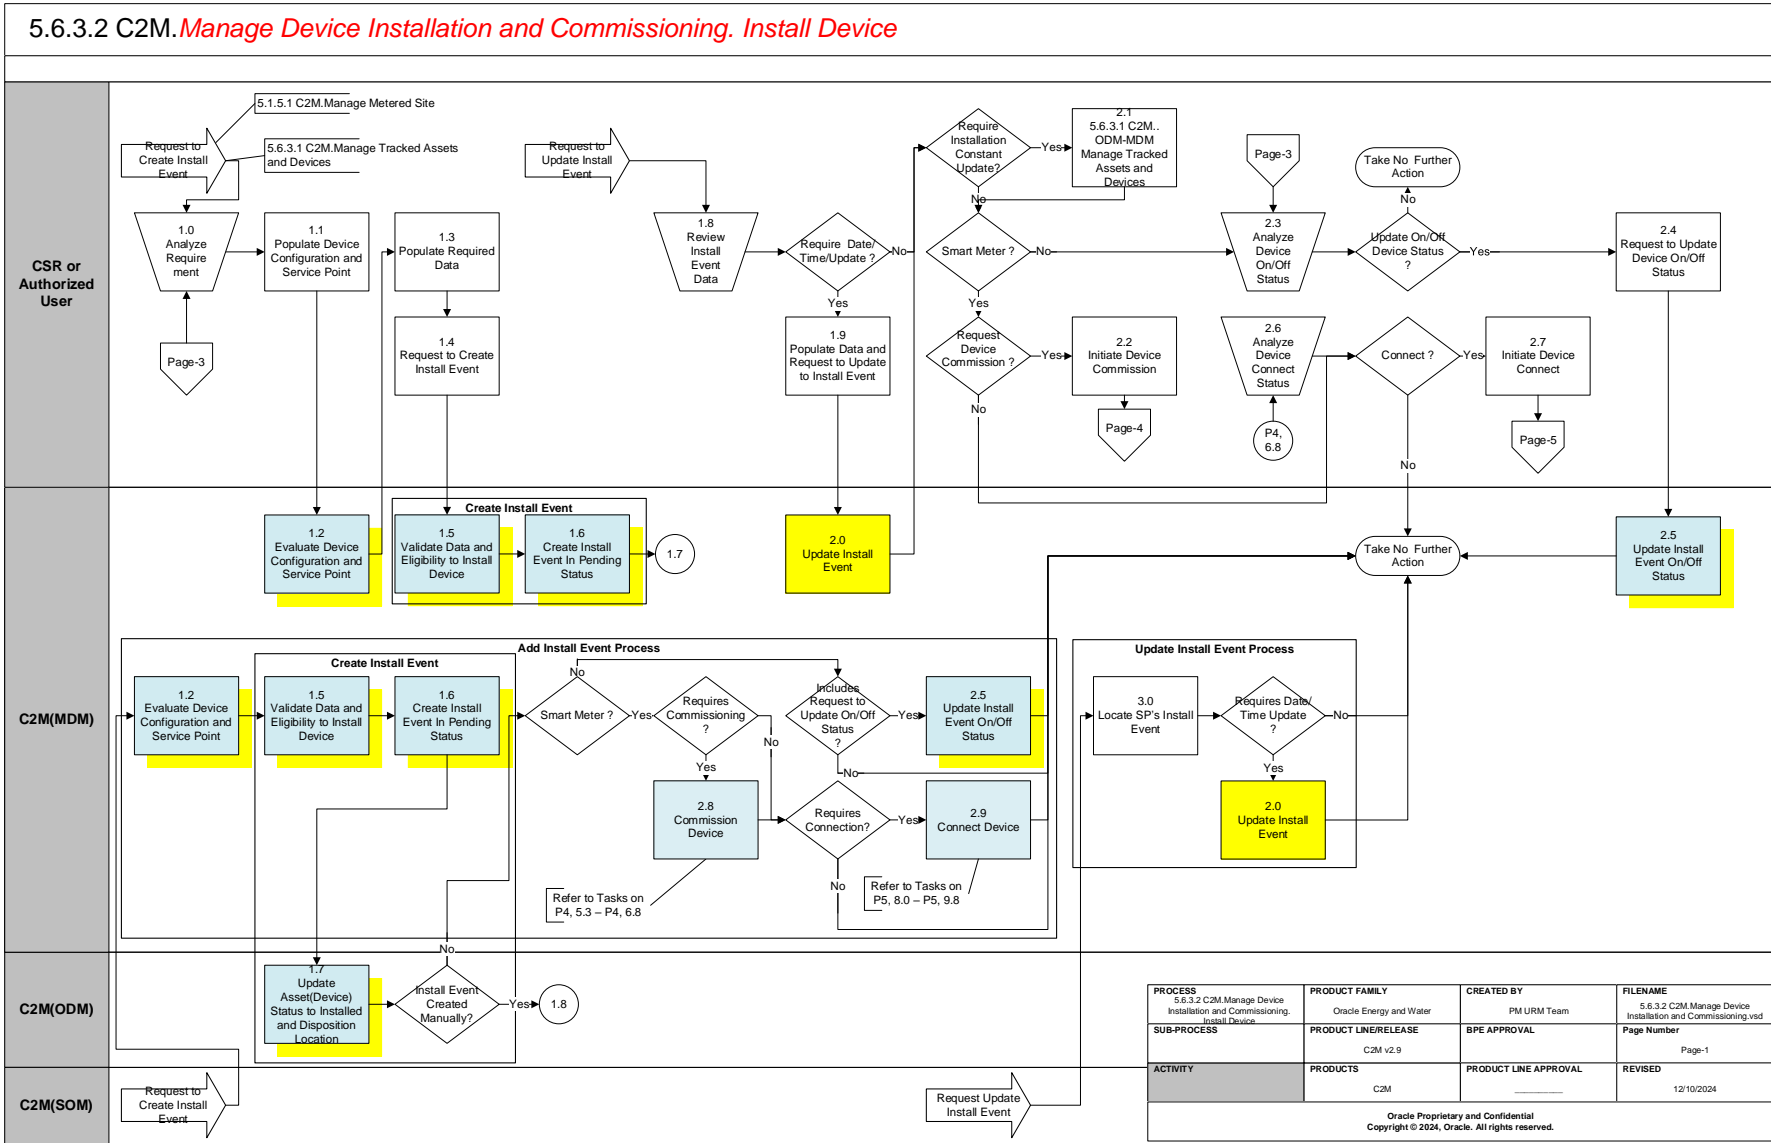 5.6.3.2 C2M.Manage Device Installation and Commissioning. Install Device
CSR or
Authorized
User
Request to
Create Install
Event
5.1.5.1 C2M.Manage Metered Site
5.6.3.1 C2M.Manage Tracked Assets
and Devices
1.0
Analyze
Require
ment
Page-3
1.1
Populate Device
Configuration and
Service Point
1.3
Populate Required
Data
1.4
Request to Create
Install Event
Request to
Update Install
Event
1.8
Review
Install
Event
Data
Require Date/
Time/Update ?
No
Yes
1.9
Populate Data and
Request to Update
to Install Event
Require
Installation
Constant
Update?
Yes
No
2.1
5.6.3.1 C2M..
ODM-MDM
Manage Tracked
Assets and
Devices
Smart Meter ?
No
Yes
Request
Device
Commission ?
Yes
No
2.2
Initiate Device
Commission
Page-4
Page-3
2.3
Analyze
Device
On/Off
Status
Take No Further
Action
No
Update On/Off
Device Status
?
Yes
2.4
Request to Update
Device On/Off
Status
2.6
Analyze
Device
Connect
Status
P4,
6.8
Connect ?
Yes
No
2.7
Initiate Device
Connect
Page-5
C2M(MDM)
1.2
Evaluate Device
Configuration and
Service Point
Create Install Event
1.5
Validate Data and
Eligibility to Install
Device
1.6
Create Install
Event In Pending
Status
1.7
2.0
Update Install
Event
Take No Further
Action
2.5
Update Install
Event On/Off
Status
Add Install Event Process
1.2
Evaluate Device
Configuration and
Service Point
Create Install Event
1.5
Validate Data and
Eligibility to Install
Device
1.6
Create Install
Event In Pending
Status
No
Smart Meter ?
Yes
Requires
Commissioning
?
No
Yes
2.8
Commission
Device
Refer to Tasks on
P4, 5.3 – P4, 6.8
Includes
Request to
Update On/Off
Status
?
Yes
No
2.5
Update Install
Event On/Off
Status
Requires
Connection?
Yes
No
2.9
Connect Device
Refer to Tasks on
P5, 8.0 – P5, 9.8
Update Install Event Process
3.0
Locate SP's Install
Event
Requires Date/
Time Update
?
No
Yes
2.0
Update Install
Event
C2M(ODM)
1.7
Update
Asset(Device)
Status to Installed
and Disposition
Location
No
Install Event
Created
Manually?
Yes
1.8
C2M(SOM)
Request to
Create Install
Event
Request Update
Install Event
PROCESS
5.6.3.2 C2M.Manage Device
Installation and Commissioning.
Install Device
PRODUCT FAMILY
Oracle Energy and Water
CREATED BY
PM URM Team
FILENAME
5.6.3.2 C2M.Manage Device
Installation and Commissioning.vsd
SUB-PROCESS
PRODUCT LINE/RELEASE
C2M v2.9
BPE APPROVAL
Page Number
Page-1
ACTIVITY
PRODUCTS
C2M
PRODUCT LINE APPROVAL
___________
REVISED
12/10/2024
Oracle Proprietary and Confidential
Copyright © 2024, Oracle. All rights reserved.